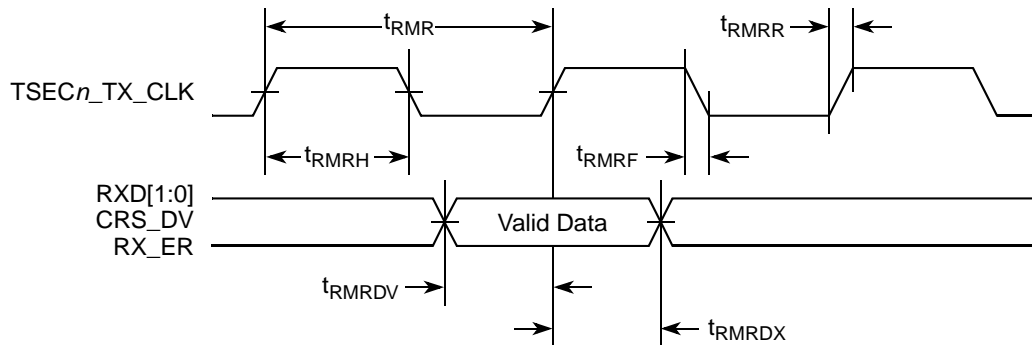 tRMR
tRMRR
TSECn_TX_CLK
tRMRH
tRMRF
RXD[1:0]
CRS_DV
Valid Data
RX_ER
tRMRDV
tRMRDX